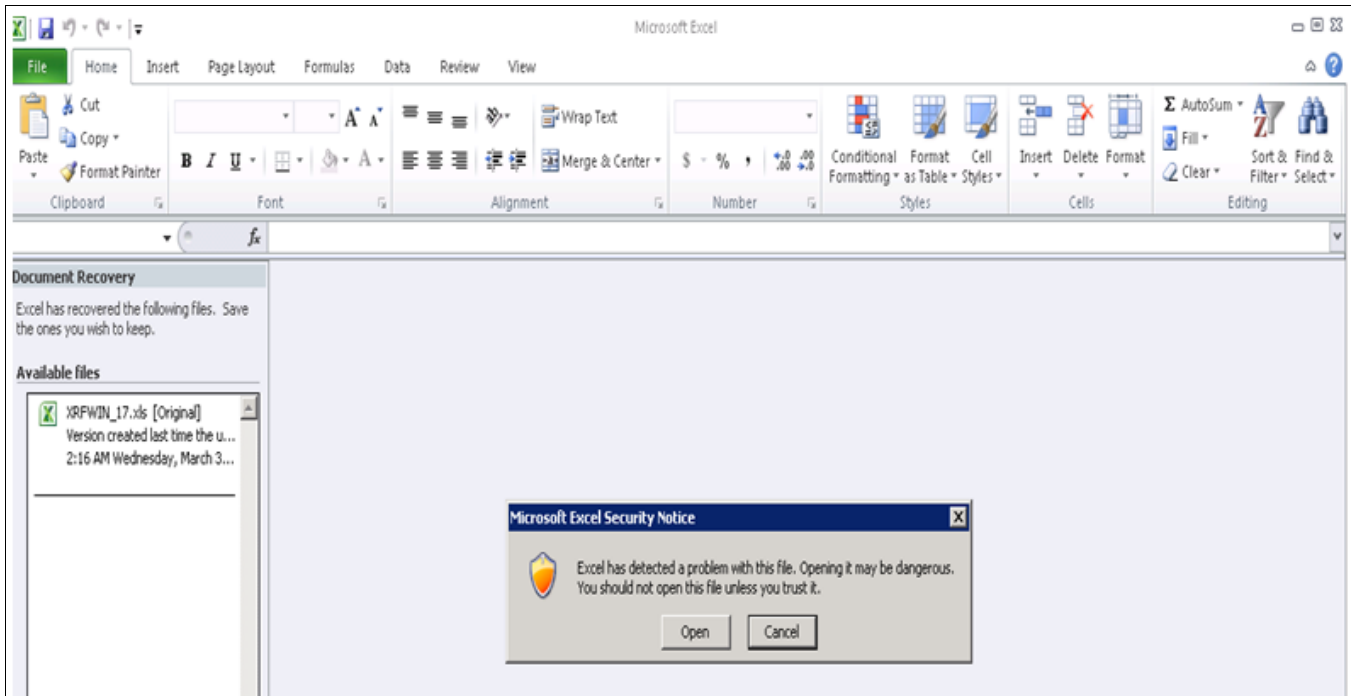 Microsoft Excel
File Home Insert Page Layout Formulas Data Review View
Cut
Copy
Paste
Format Painter
Clipboard
B I U
A A
A
Font
Wrap Text
Merge & Center
Alignment
$ % , .0 .00 .00 .0
Number
Conditional Formatting
Format as Table
Cell Styles
Styles
Insert Delete Format
Cells
Σ AutoSum
Fill
Clear
Sort & Filter
Find & Select
Editing
fx
Document Recovery
Excel has recovered the following files. Save
the ones you wish to keep.
Available files
XRFWIN_17.xls [Original]
Version created last time the u...
2:16 AM Wednesday, March 3...
Microsoft Excel Security Notice
Excel has detected a problem with this file. Opening it may be dangerous.
You should not open this file unless you trust it.
Open Cancel